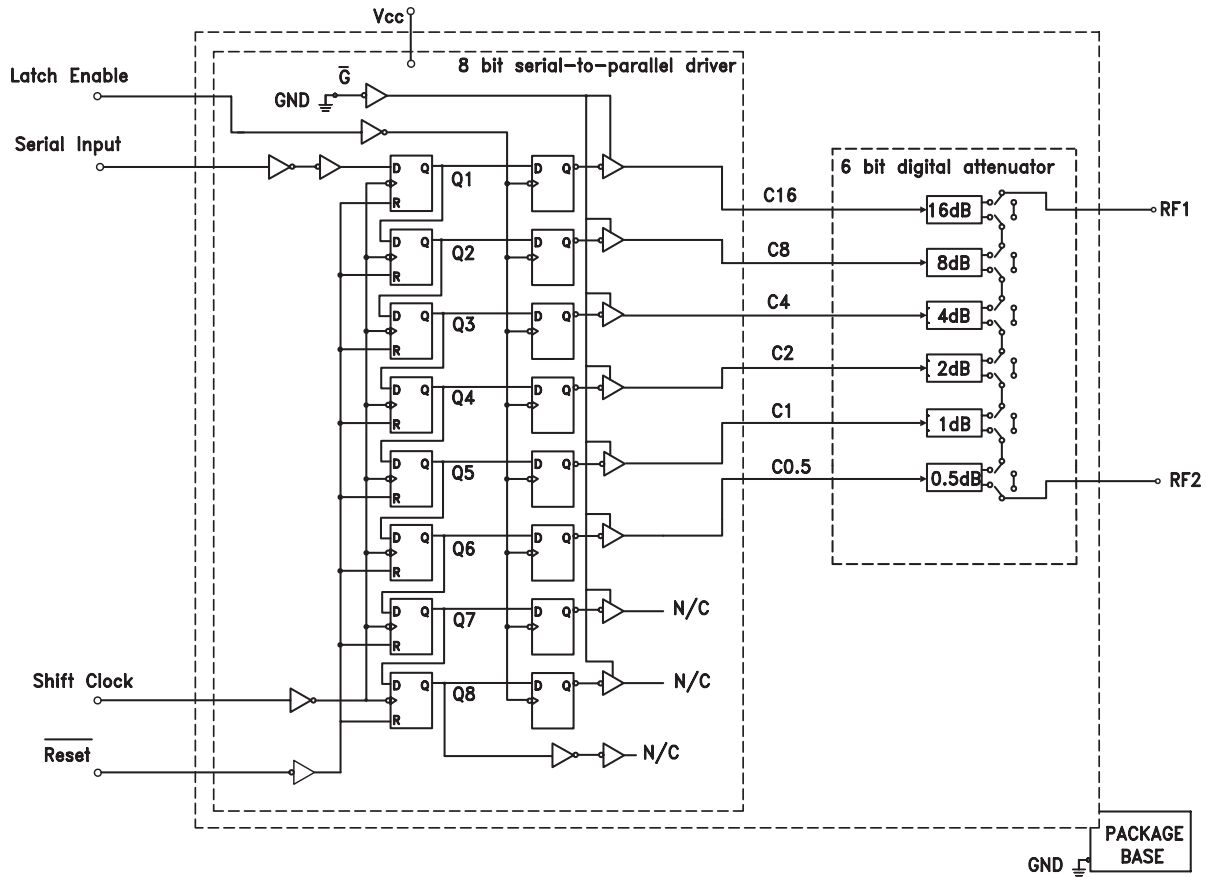 Vcc
8 bit serial-to-parallel driver
Latch Enable
G
GND
Serial Input
D Q
R
Q1
D Q
C16
6 bit digital attenuator
16dB
RF1
D Q
R
Q2
D Q
C8
8dB
D Q
R
Q3
D Q
C4
4dB
D Q
R
Q4
D Q
C2
2dB
D Q
R
Q5
D Q
C1
1dB
D Q
R
Q6
D Q
C0.5
0.5dB
RF2
D Q
R
Q7
D Q
N/C
Shift Clock
D Q
R
Q8
D Q
N/C
Reset
N/C
PACKAGE
BASE
GND